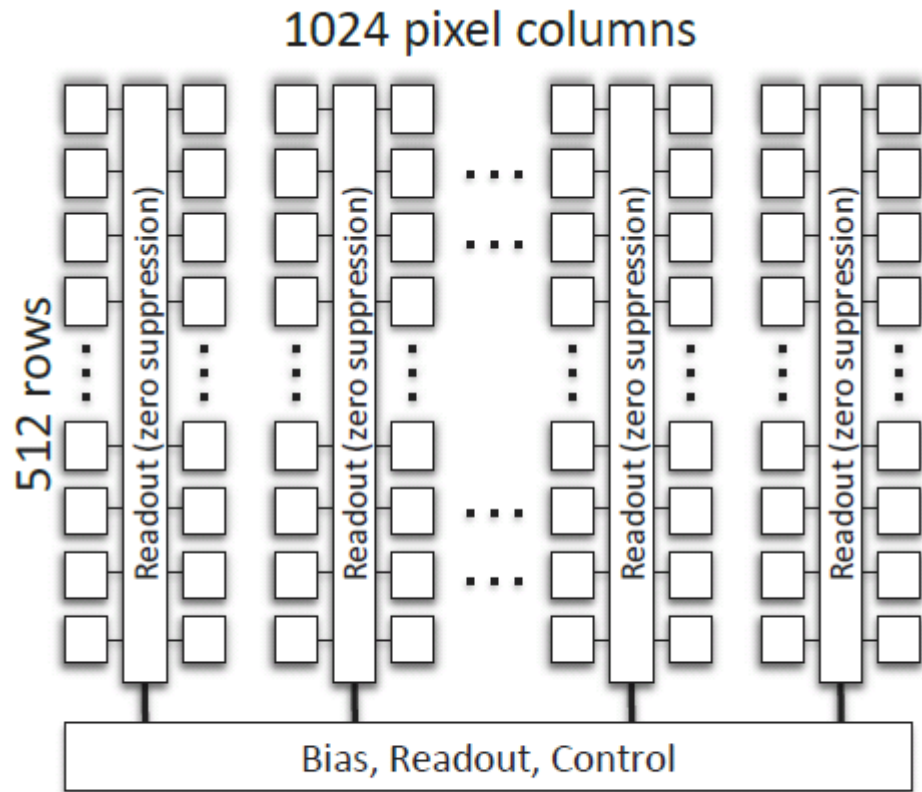 1024 pixel columns
512 rows
Readout (zero suppression)
Readout (zero suppression)
Readout (zero suppression)
Readout (zero suppression)
Bias, Readout, Control